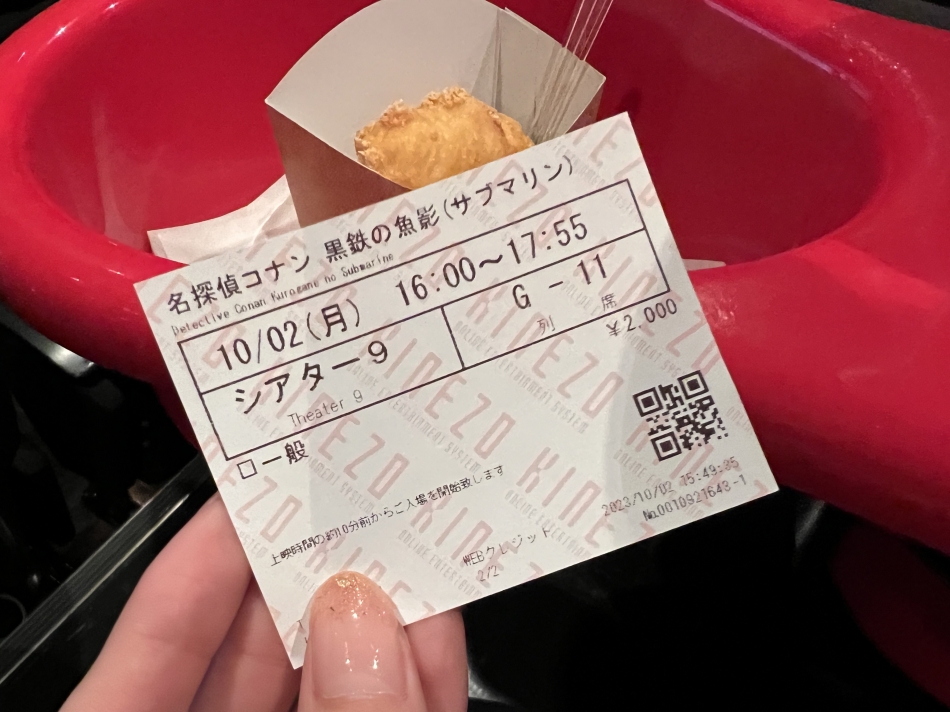 名探偵コナン 黒鉄の魚影(サブマリン)
Detective Conan Kurogane no Submarine
10/02(月) 16:00〜17:55
シアター9 G - 11
Theater 9 列 席
¥2,000
□一般
上映時間の約10分前からご入場を開始致します
WEBクレジット
2/2
2023/10/02 15:49:35
No.0010921643-1
KINEZO
ONLINE ENTERTAINMENT SYSTEM